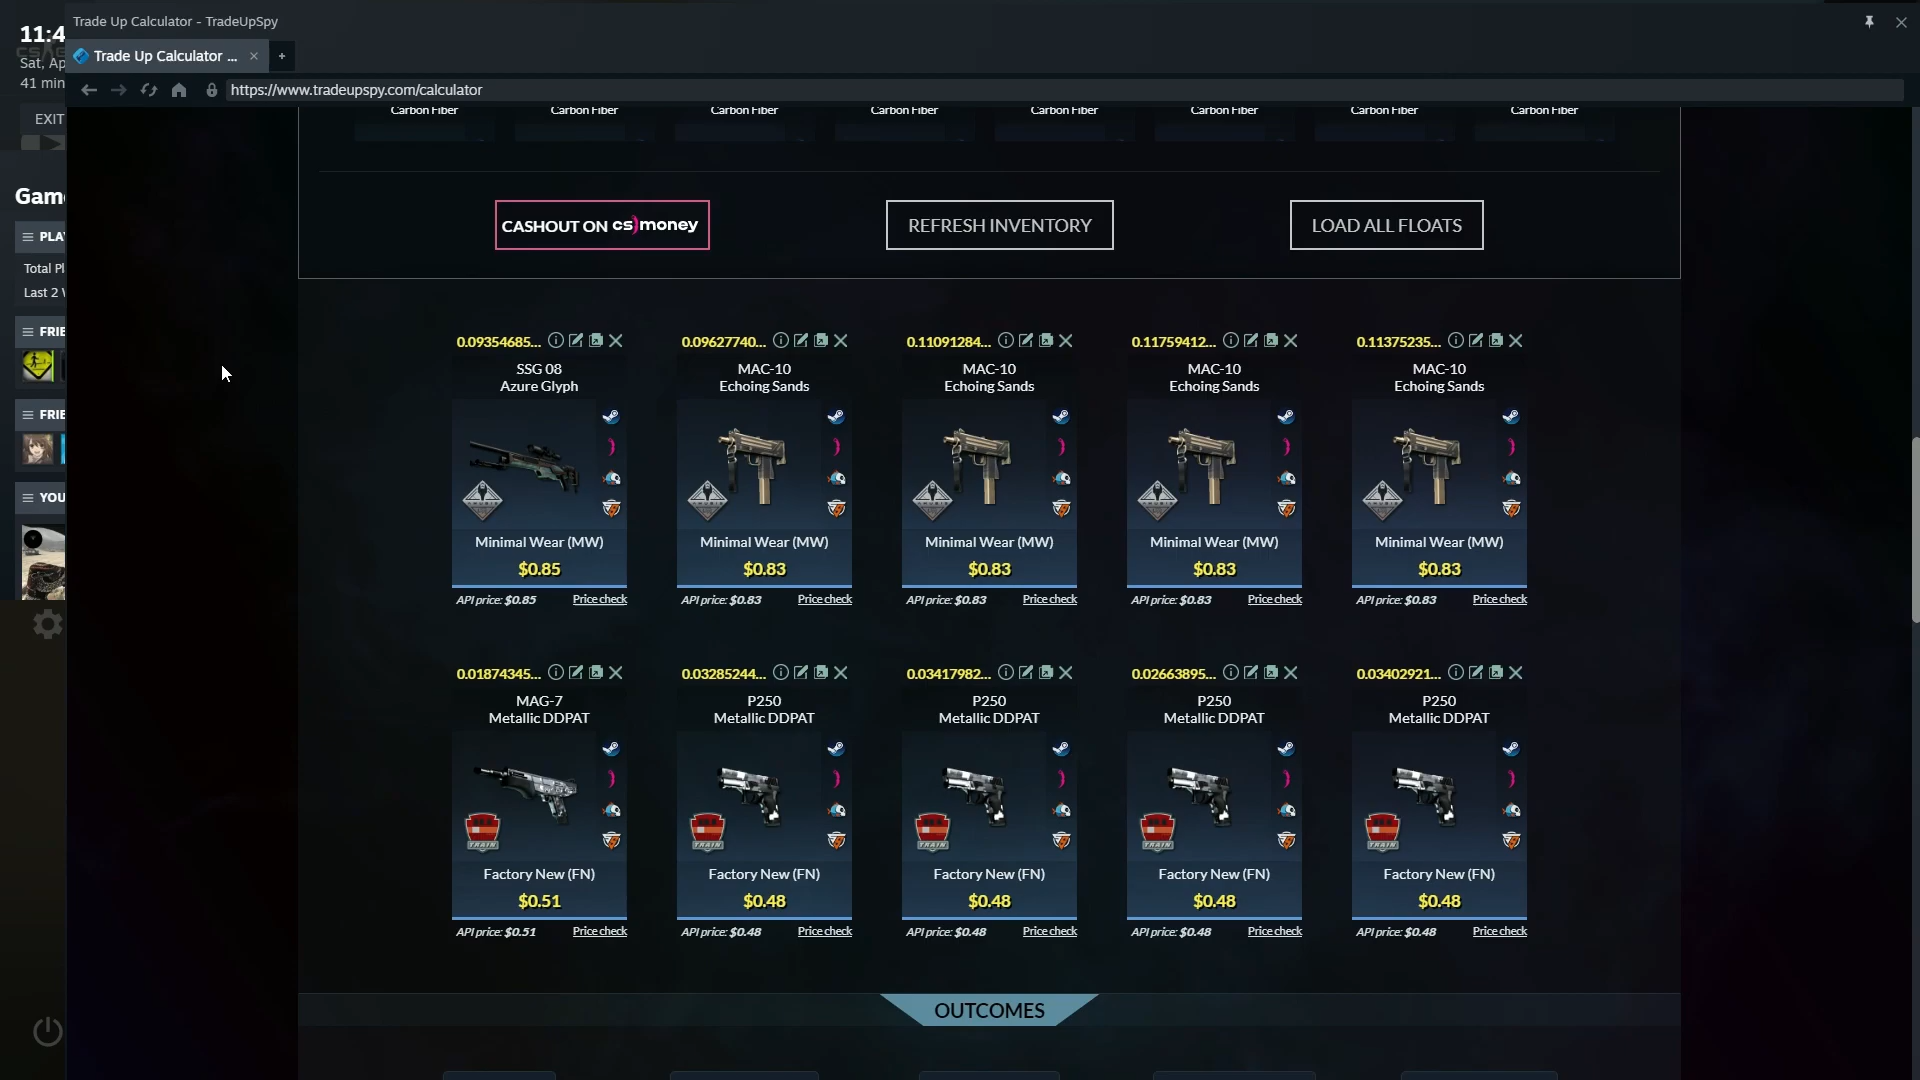 11:4
Sat, Ap
41 min
EXIT
Game
PLA
Total Pl
Last 2 W
FRIE
FRIE
YOU
Trade Up Calculator - TradeUpSpy
Trade Up Calculator ...
https://www.tradeupspy.com/calculator
Carbon Fiber Carbon Fiber Carbon Fiber Carbon Fiber Carbon Fiber Carbon Fiber Carbon Fiber Carbon Fiber
CASHOUT ON cs)money REFRESH INVENTORY LOAD ALL FLOATS
0.09354685... 0.09627740... 0.11091284... 0.11759412... 0.11375235...
SSG 08 MAC-10 MAC-10 MAC-10 MAC-10
Azure Glyph Echoing Sands Echoing Sands Echoing Sands Echoing Sands
Minimal Wear (MW) Minimal Wear (MW) Minimal Wear (MW) Minimal Wear (MW) Minimal Wear (MW)
$0.85 $0.83 $0.83 $0.83 $0.83
API price: $0.85 Price check API price: $0.83 Price check API price: $0.83 Price check API price: $0.83 Price check API price: $0.83 Price check
0.01874345... 0.03285244... 0.03417982... 0.02663895... 0.03402921...
MAG-7 P250 P250 P250 P250
Metallic DDPAT Metallic DDPAT Metallic DDPAT Metallic DDPAT Metallic DDPAT
TRAIN TRAIN TRAIN TRAIN TRAIN
Factory New (FN) Factory New (FN) Factory New (FN) Factory New (FN) Factory New (FN)
$0.51 $0.48 $0.48 $0.48 $0.48
API price: $0.51 Price check API price: $0.48 Price check API price: $0.48 Price check API price: $0.48 Price check API price: $0.48 Price check
OUTCOMES